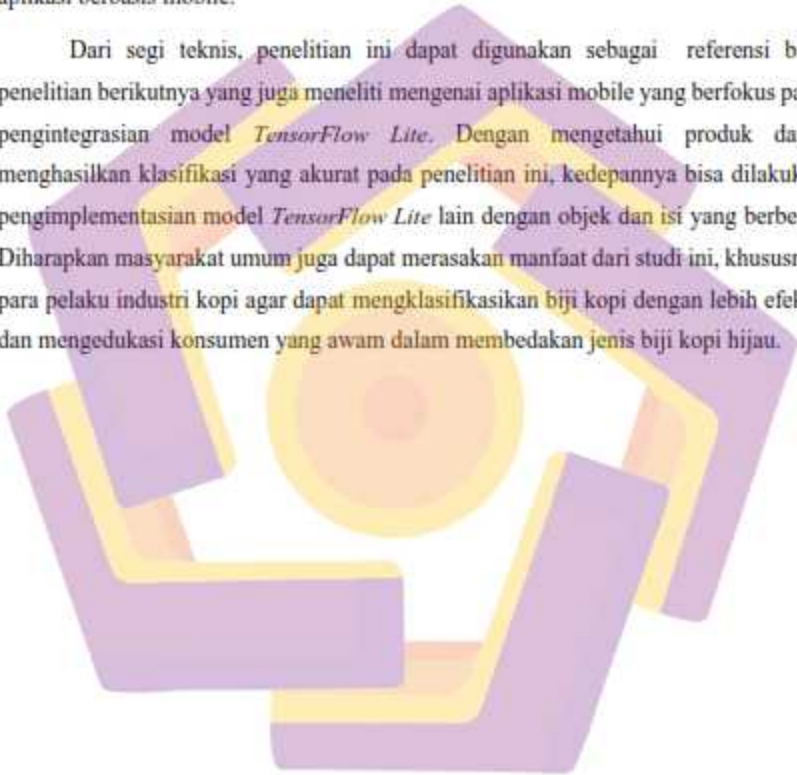 aplikasi berbasis mobile.
Dari segi teknis, penelitian ini dapat digunakan sebagai referensi b
penelitian berikutnya yang juga meneliti mengenai aplikasi mobile yang berfokus pa
pengintegrasian model TensorFlow Lite. Dengan mengetahui produk da
menghasilkan klasifikasi yang akurat pada penelitian ini, kedepannya bisa dilakuk
pengimplementasian model TensorFlow Lite lain dengan objek dan isi yang berbe
Diharapkan masyarakat umum juga dapat merasakan manfaat dari studi ini, khususn
para pelaku industri kopi agar dapat mengklasifikasikan biji kopi dengan lebih efek
dan mengedukasi konsumen yang awam dalam membedakan jenis biji kopi hijau.